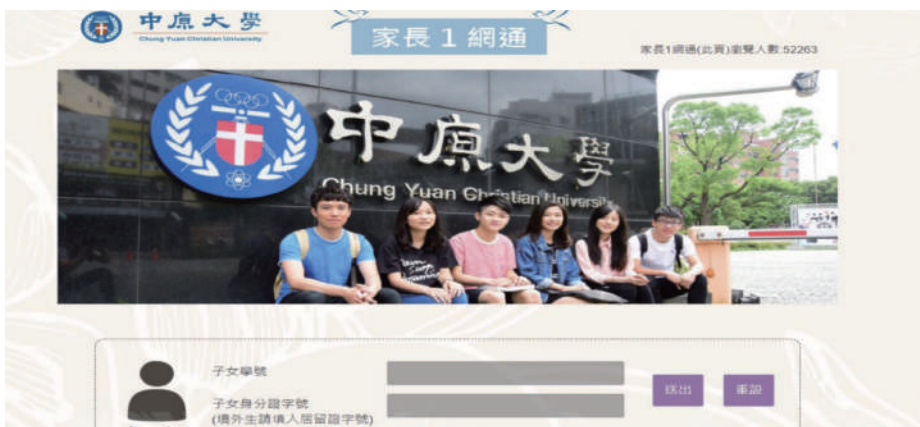 中原大學
Chung Yuan Christian University
家長1網通
家長1網通(此頁)瀏覽人數:52263
中原大學
Chung Yuan Christian University
子女學號
送出
重設
子女身分證字號
(境外生請填入居留證字號)